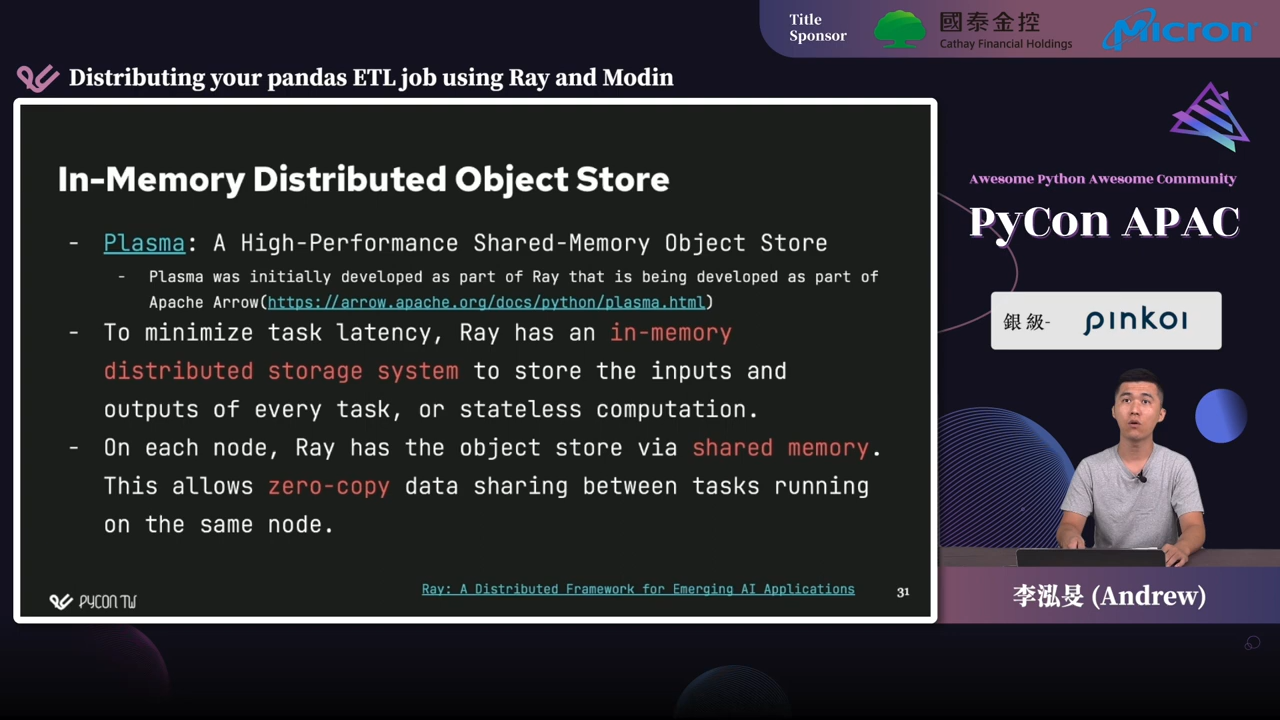 Title
Sponsor
國泰金控
Cathay Financial Holdings
Micron
Distributing your pandas ETL job using Ray and Modin
In-Memory Distributed Object Store
- Plasma: A High-Performance Shared-Memory Object Store
- Plasma was initially developed as part of Ray that is being developed as part of
Apache Arrow(https://arrow.apache.org/docs/python/plasma.html)
- To minimize task latency, Ray has an in-memory
distributed storage system to store the inputs and
outputs of every task, or stateless computation.
- On each node, Ray has the object store via shared memory.
This allows zero-copy data sharing between tasks running
on the same node.
PyCon TW
Ray: A Distributed Framework for Emerging AI Applications
31
Awesome Python Awesome Community
PyCon APAC
銀級-
pinkoi
李泓旻 (Andrew)